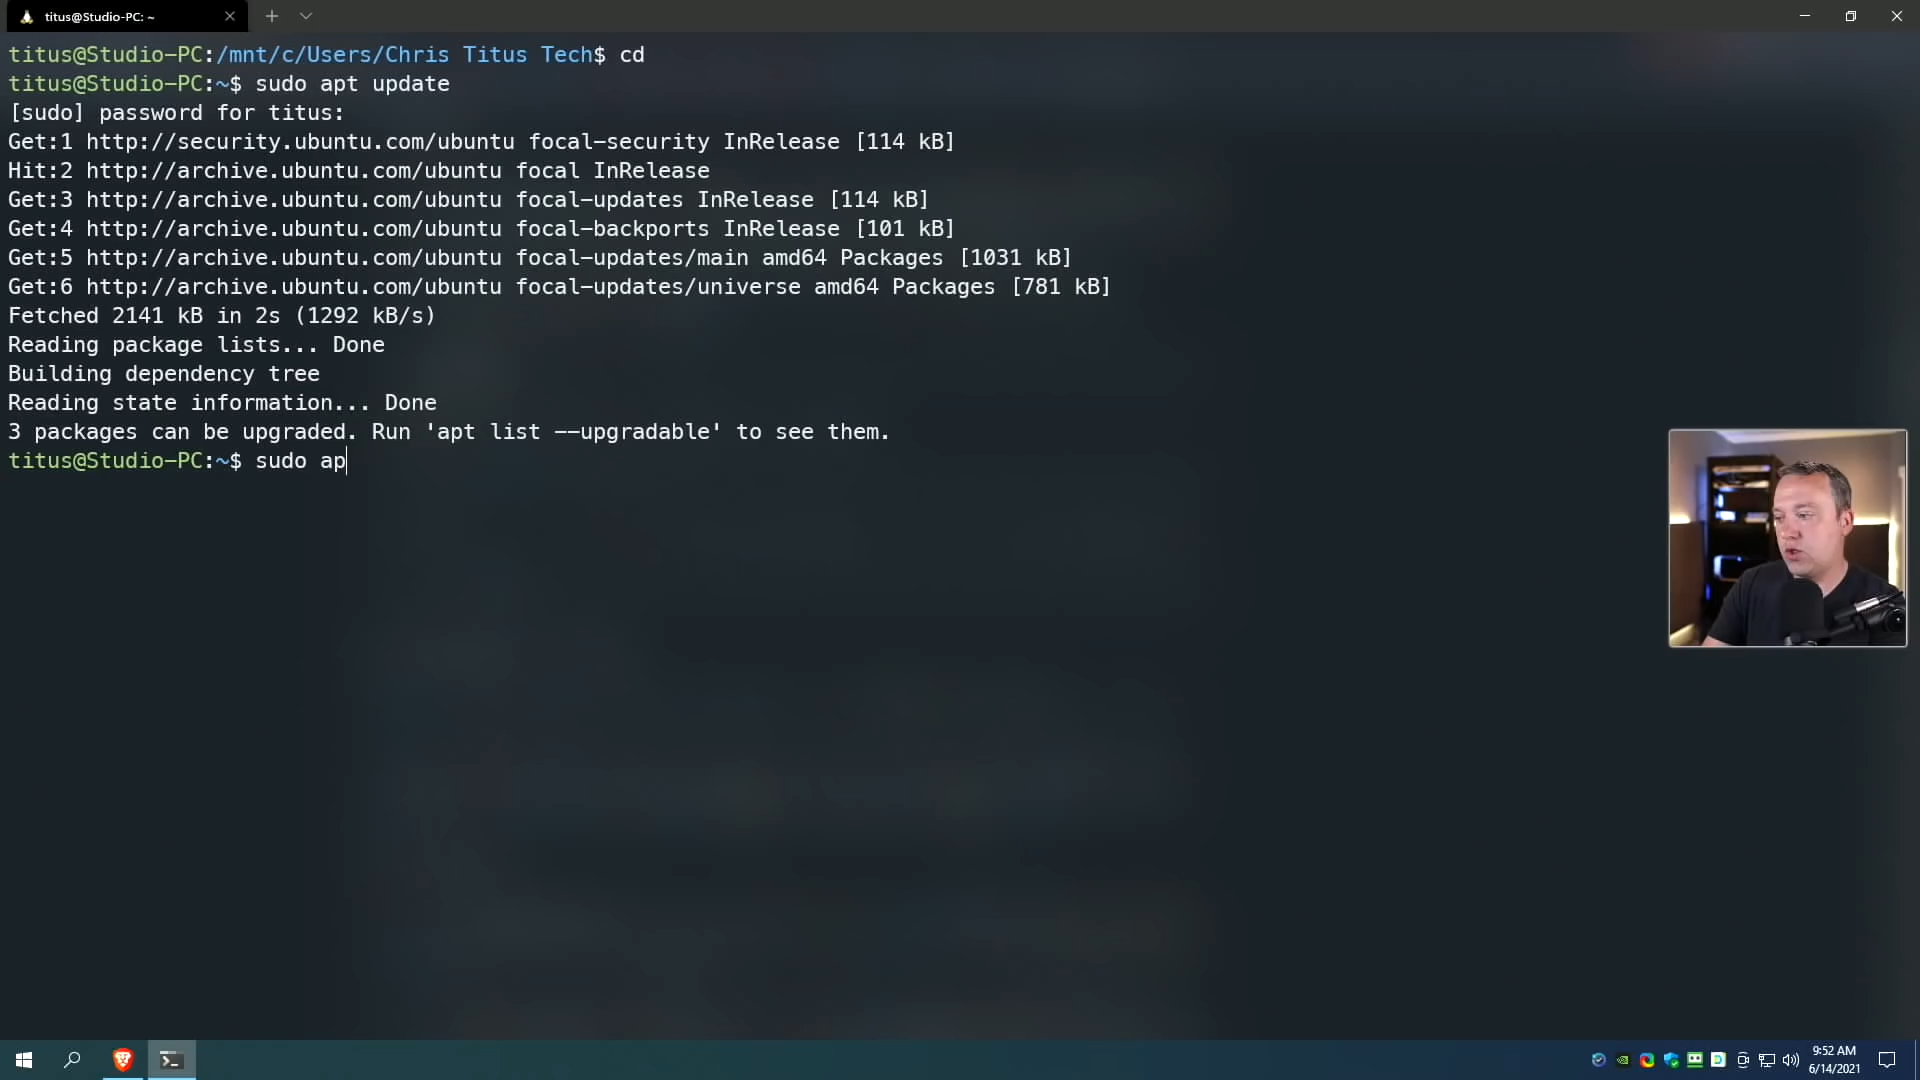 titus@Studio-PC: ~
titus@Studio-PC:/mnt/c/Users/Chris Titus Tech$ cd
titus@Studio-PC:~$ sudo apt update
[sudo] password for titus:
Get:1 http://security.ubuntu.com/ubuntu focal-security InRelease [114 kB]
Hit:2 http://archive.ubuntu.com/ubuntu focal InRelease
Get:3 http://archive.ubuntu.com/ubuntu focal-updates InRelease [114 kB]
Get:4 http://archive.ubuntu.com/ubuntu focal-backports InRelease [101 kB]
Get:5 http://archive.ubuntu.com/ubuntu focal-updates/main amd64 Packages [1031 kB]
Get:6 http://archive.ubuntu.com/ubuntu focal-updates/universe amd64 Packages [781 kB]
Fetched 2141 kB in 2s (1292 kB/s)
Reading package lists... Done
Building dependency tree
Reading state information... Done
3 packages can be upgraded. Run 'apt list --upgradable' to see them.
titus@Studio-PC:~$ sudo ap
9:52 AM
6/14/2021